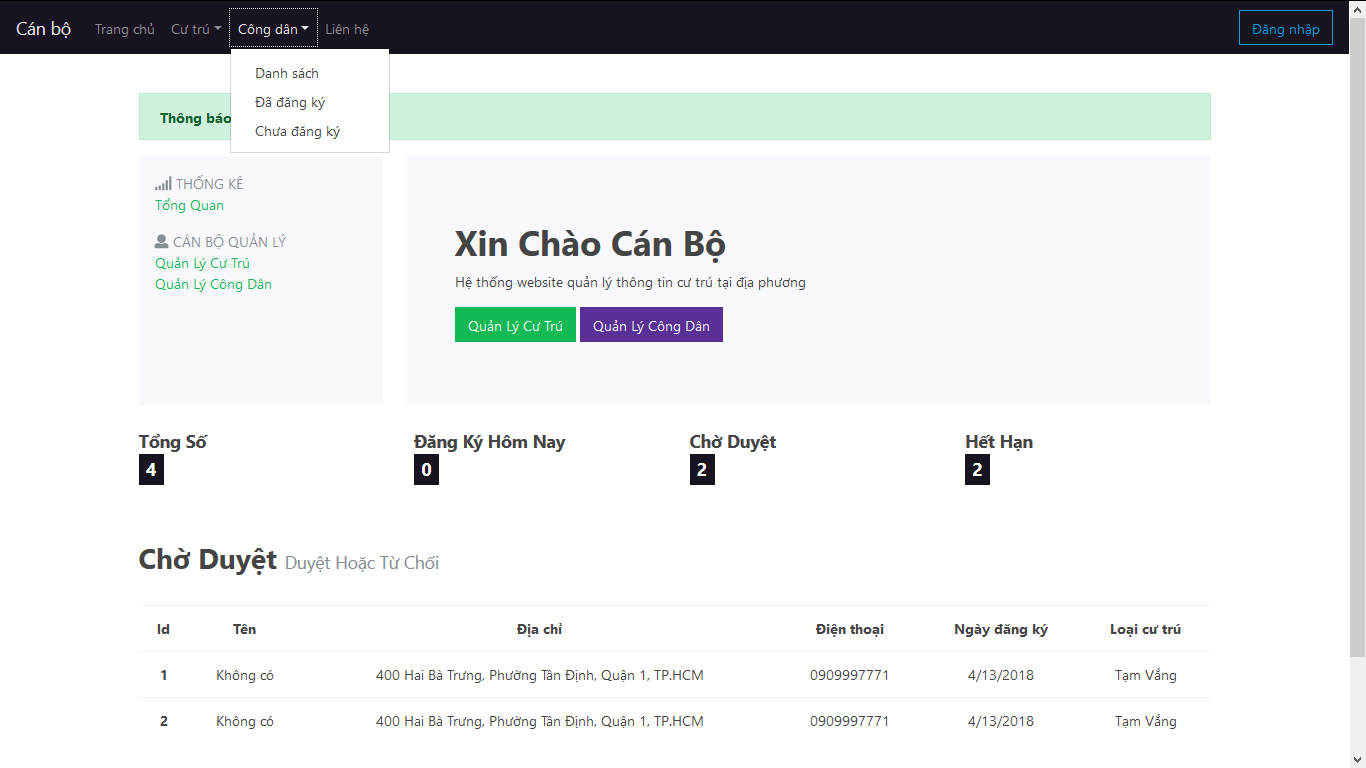 Cán bộ Trang chủ Cư trú Công dân Liên hệ Đăng nhập
Danh sách
Đã đăng ký
Chưa đăng ký
Thông báo
THỐNG KÊ
Tổng Quan
CÁN BỘ QUẢN LÝ
Quản Lý Cư Trú
Quản Lý Công Dân
Xin Chào Cán Bộ
Hệ thống website quản lý thông tin cư trú tại địa phương
Quản Lý Cư Trú Quản Lý Công Dân
Tổng Số Đăng Ký Hôm Nay Chờ Duyệt Hết Hạn
4 0 2 2
Chờ Duyệt Duyệt Hoặc Từ Chối
Id Tên Địa chỉ Điện thoại Ngày đăng ký Loại cư trú
1 Không có 400 Hai Bà Trưng, Phường Tân Định, Quận 1, TP.HCM 0909997771 4/13/2018 Tạm Vắng
2 Không có 400 Hai Bà Trưng, Phường Tân Định, Quận 1, TP.HCM 0909997771 4/13/2018 Tạm Vắng